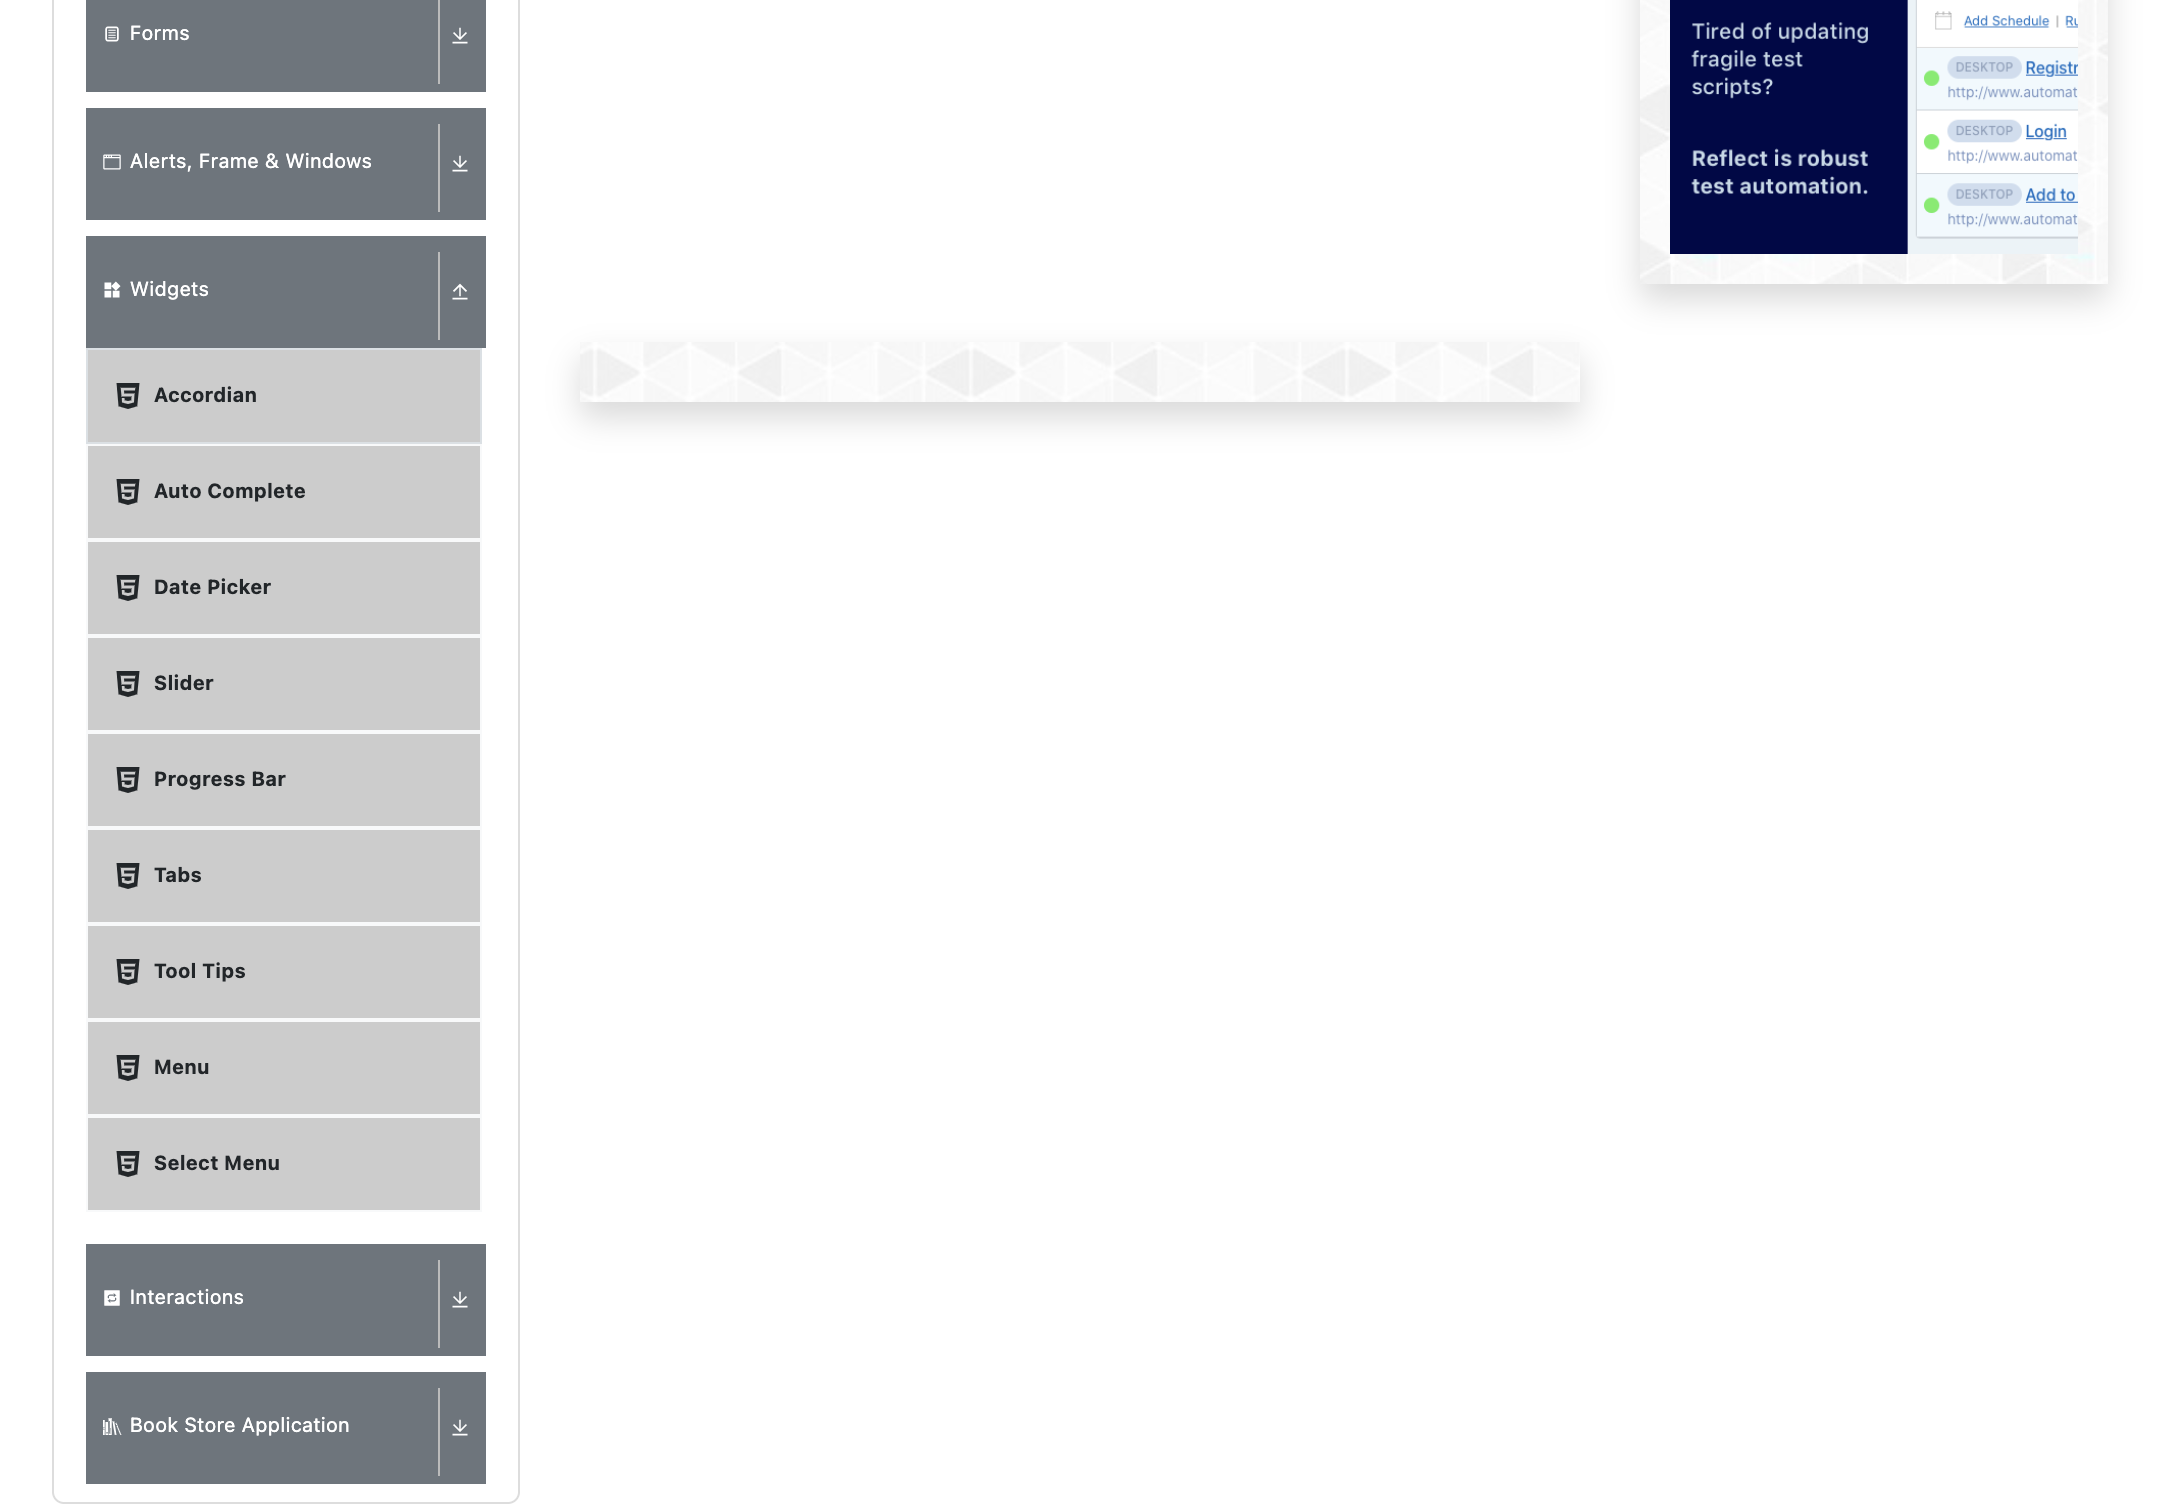 Forms
Alerts, Frame & Windows
Widgets
Accordian
Auto Complete
Date Picker
Slider
Progress Bar
Tabs
Tool Tips
Menu
Select Menu
Interactions
Book Store Application
Tired of updating
fragile test
scripts?
Reflect is robust
test automation.
Add Schedule | Ru
DESKTOP Registr
http://www.automat
DESKTOP Login
http://www.automat
DESKTOP Add to
http://www.automat